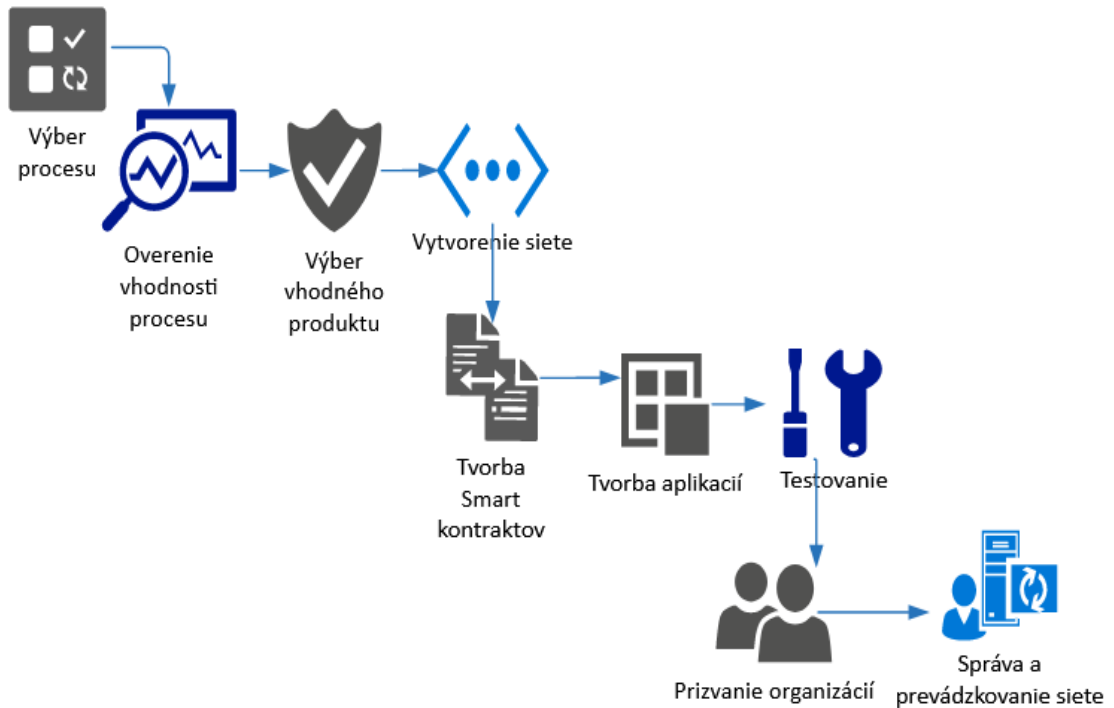 Výber
procesu
Overenie
vhodnosti
procesu
Výber
vhodného
produktu
Vytvorenie siete
Tvorba
Smart
kontraktov
Tvorba aplikacií
Testovanie
Prizvanie organizácií
Správa a
prevádzkovanie siete